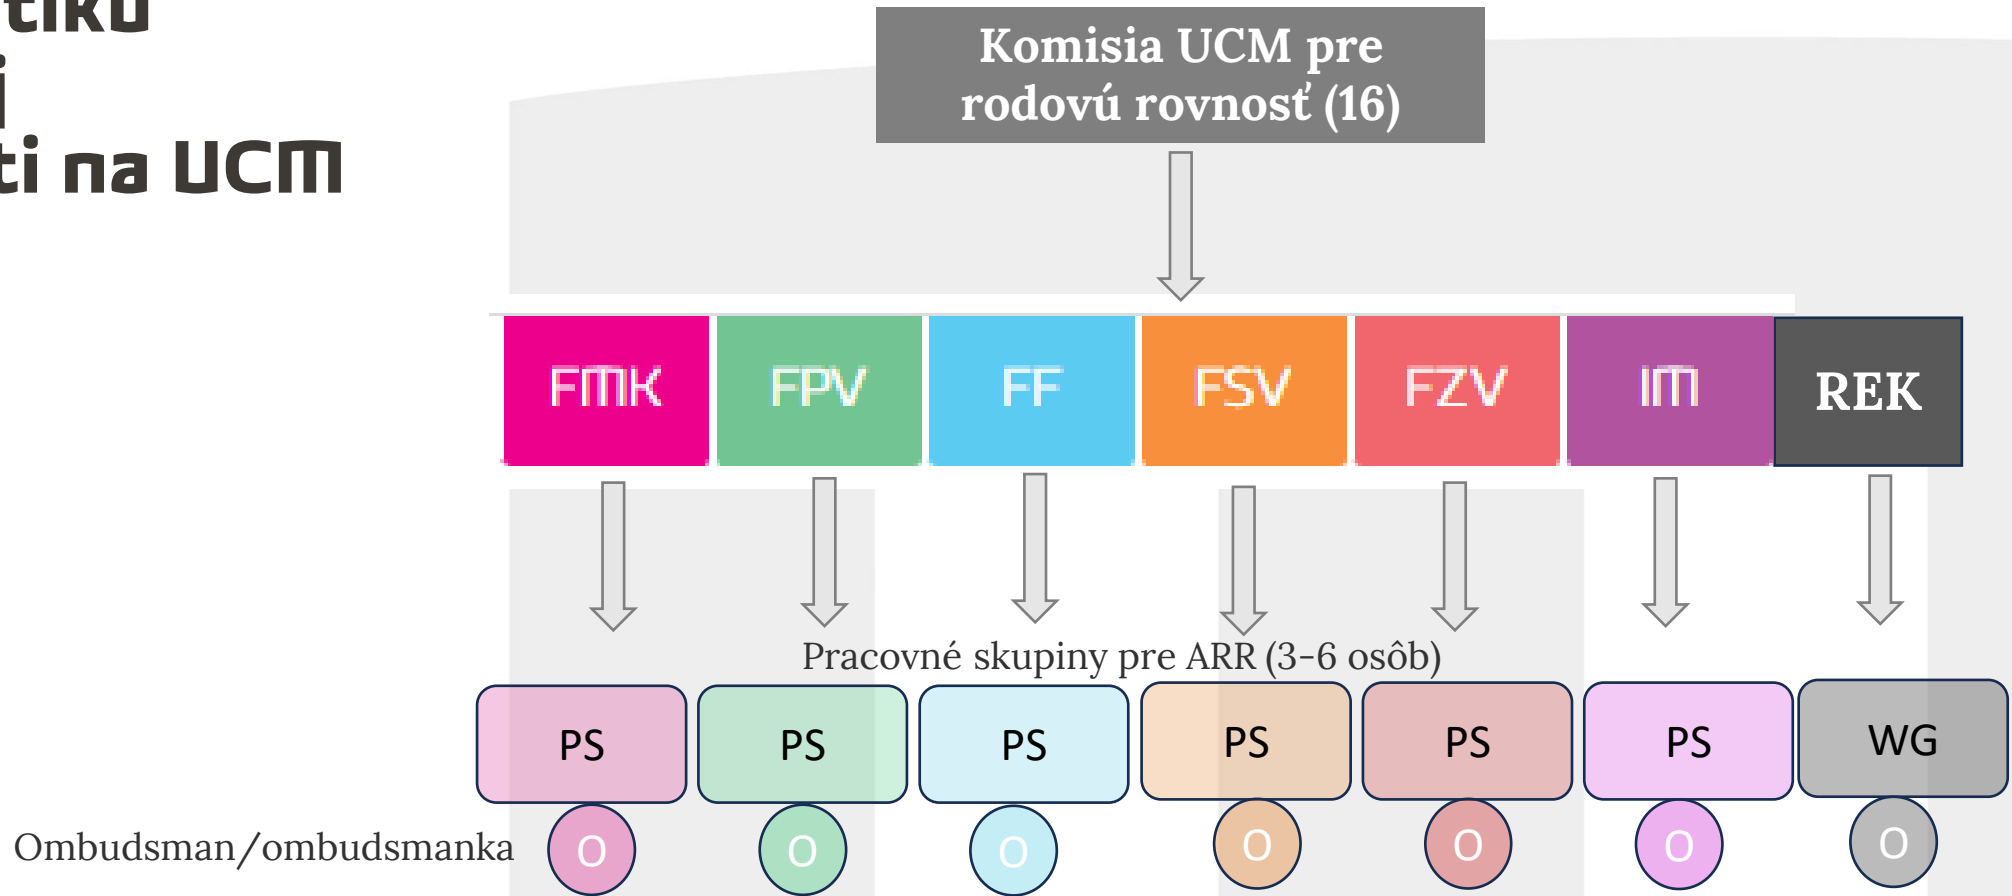 i
ti na UCM
Komisia UCM pre
rodovú rovnosť (16)
FMK
FPV
FF
FSV
FZV
IM
REK
Pracovné skupiny pre ARR (3-6 osôb)
PS
PS
PS
PS
PS
PS
WG
Ombudsman/ombudsmanka
O
O
O
O
O
O
O